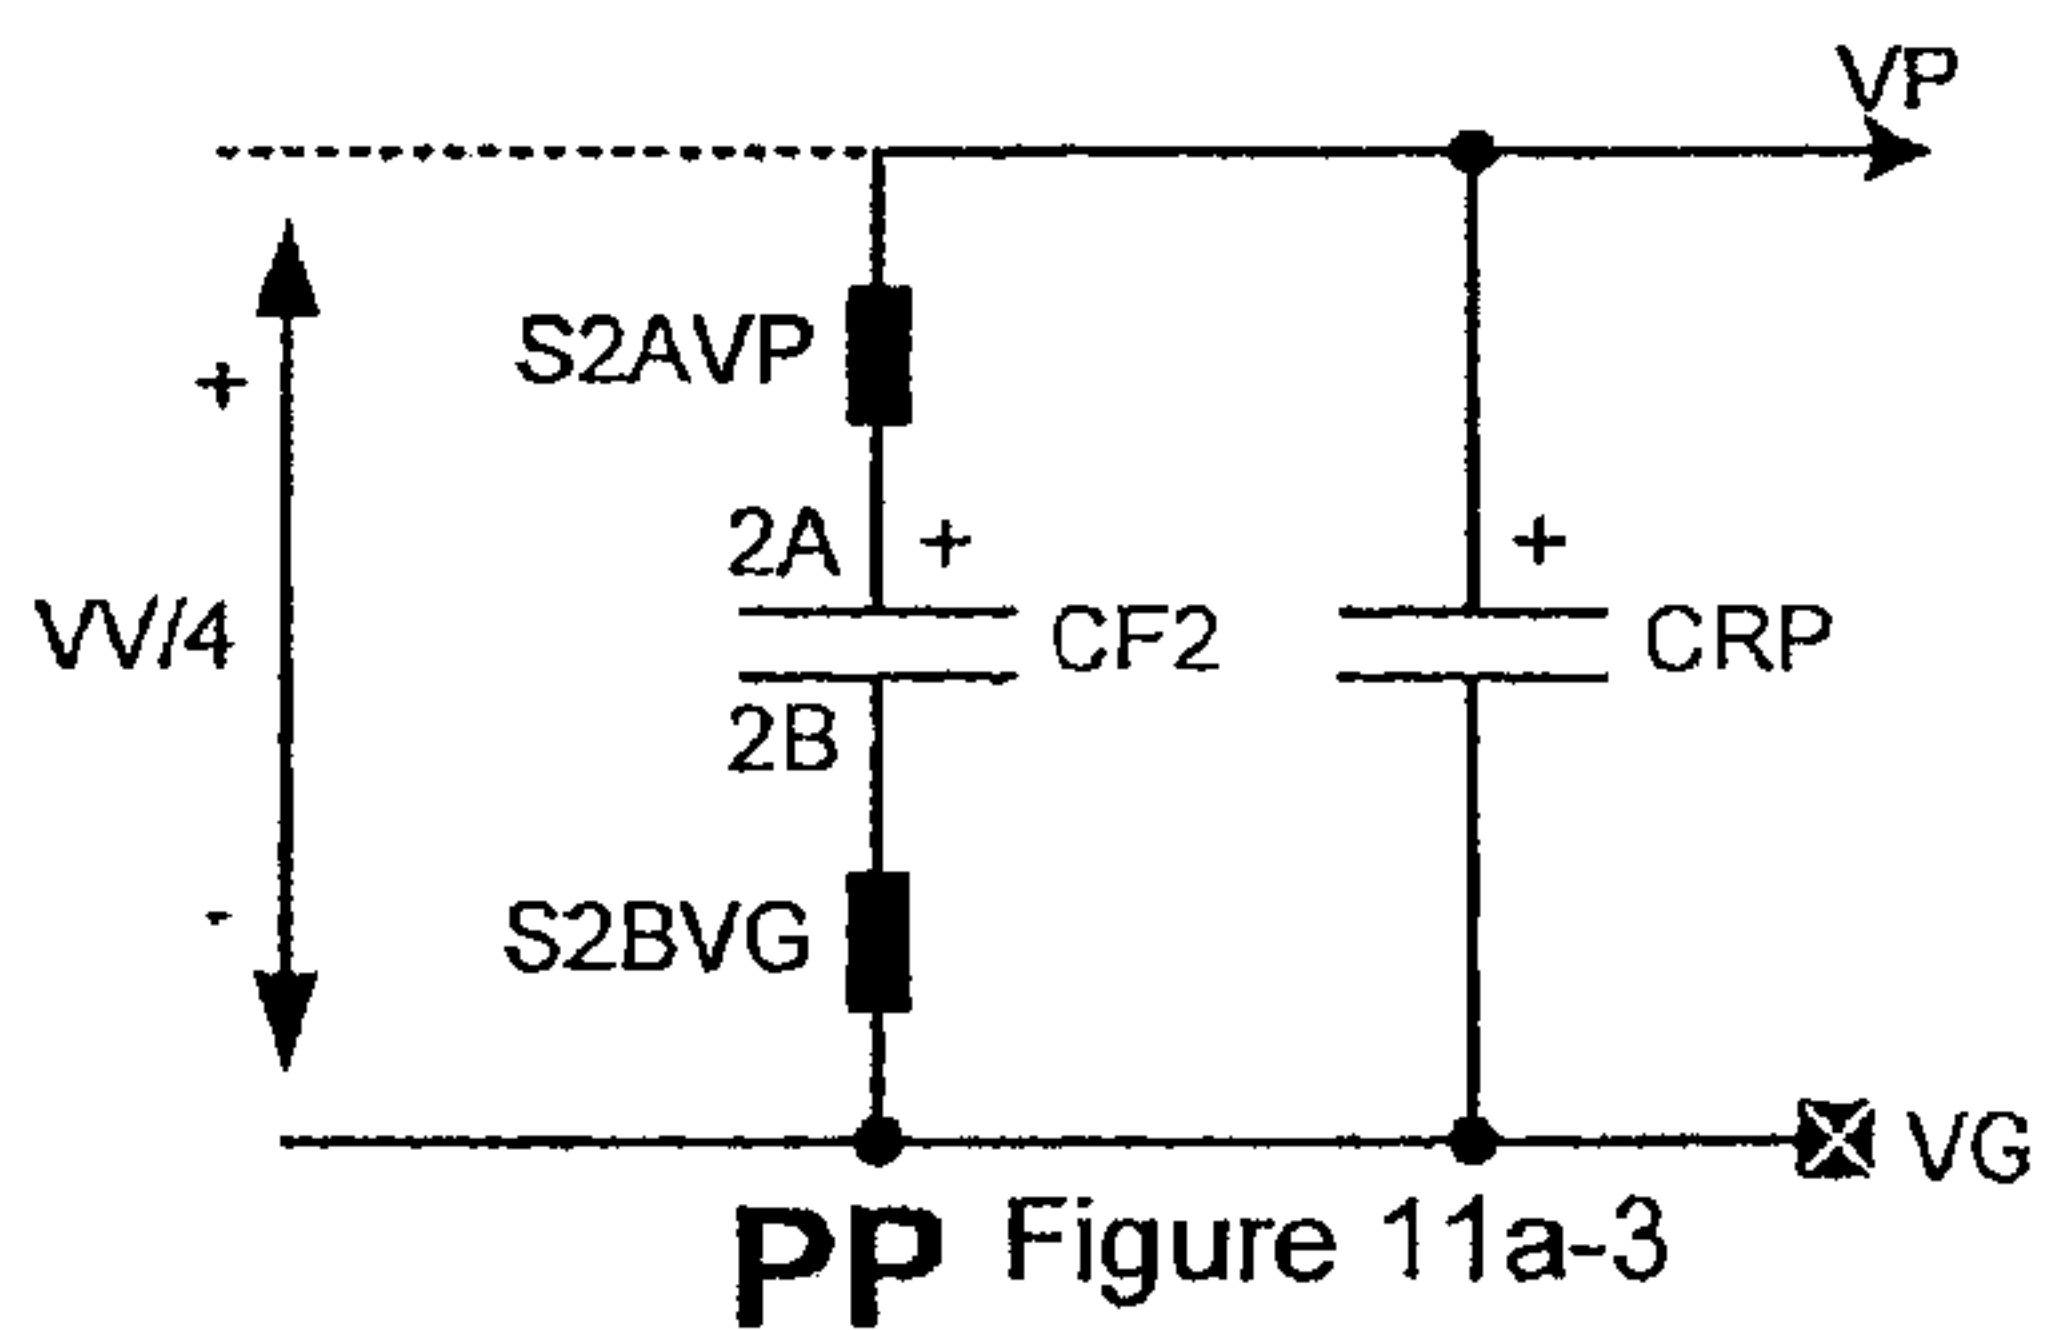 VP
S2AVP
+
2A +
+
VV/4
CF2
CRP
2B
-
S2BVG
VG
PP Figure 11a-3